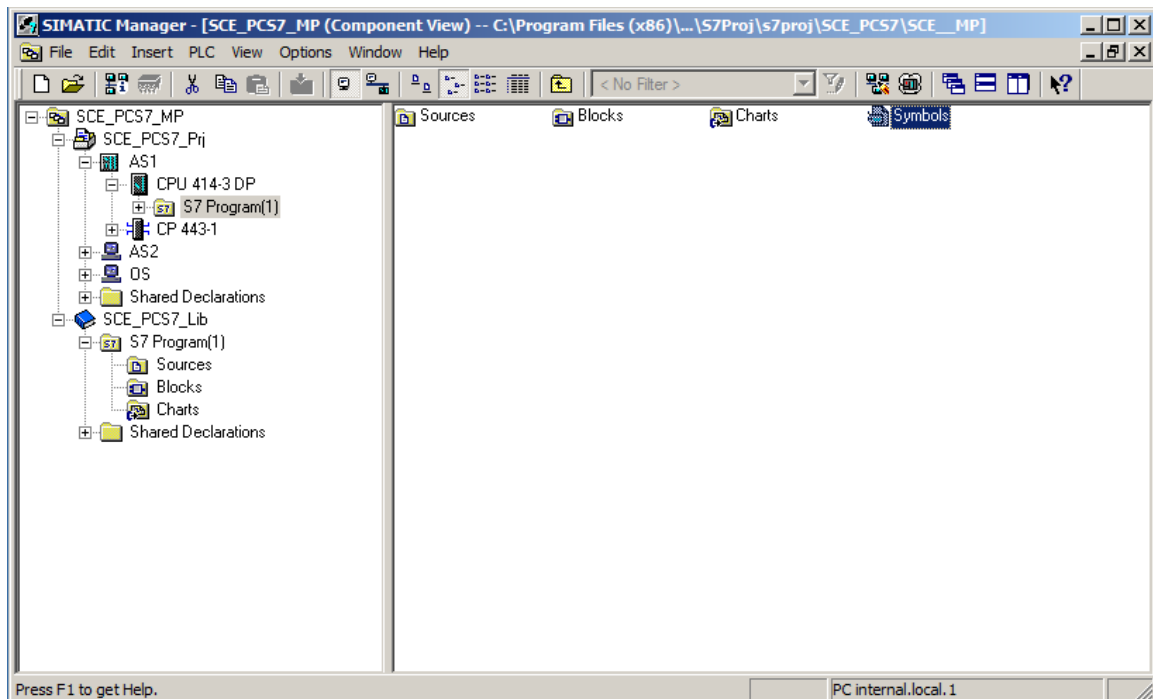 SIMATIC Manager - [SCE_PCS7_MP (Component View) -- C:\Program Files (x86)\...\S7Proj\s7proj\SCE_PCS7\SCE__MP]
File Edit Insert PLC View Options Window Help
< No Filter >
SCE_PCS7_MP
SCE_PCS7_Prj
AS1
CPU 414-3 DP
S7 Program(1)
CP 443-1
AS2
OS
Shared Declarations
SCE_PCS7_Lib
S7 Program(1)
Sources
Blocks
Charts
Shared Declarations
Sources Blocks Charts Symbols
Press F1 to get Help. PC internal.local.1